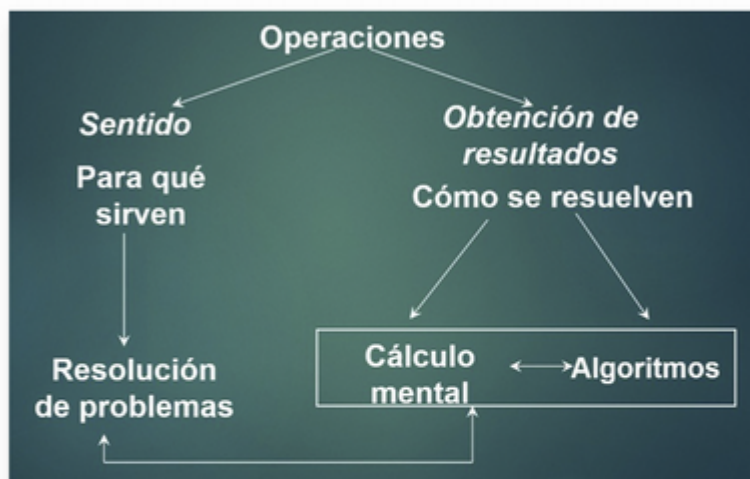 Operaciones
Sentido
Para qué
sirven
Resolución
de problemas
Obtención de
resultados
Cómo se resuelven
Cálculo
mental
Algoritmos